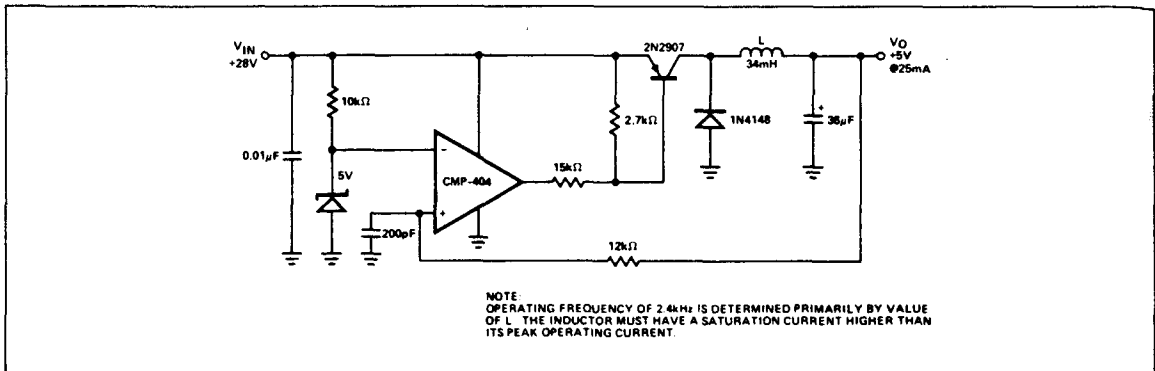 VIN
+28V
2N2907
L
34mH
VO
+5V
@25mA
10kΩ
2.7kΩ
1N4148
+
36µF
0.01µF
−
5V
CMP-404
15kΩ
+
200pF
12kΩ
NOTE:
OPERATING FREQUENCY OF 2.4kHz IS DETERMINED PRIMARILY BY VALUE
OF L. THE INDUCTOR MUST HAVE A SATURATION CURRENT HIGHER THAN
ITS PEAK OPERATING CURRENT.